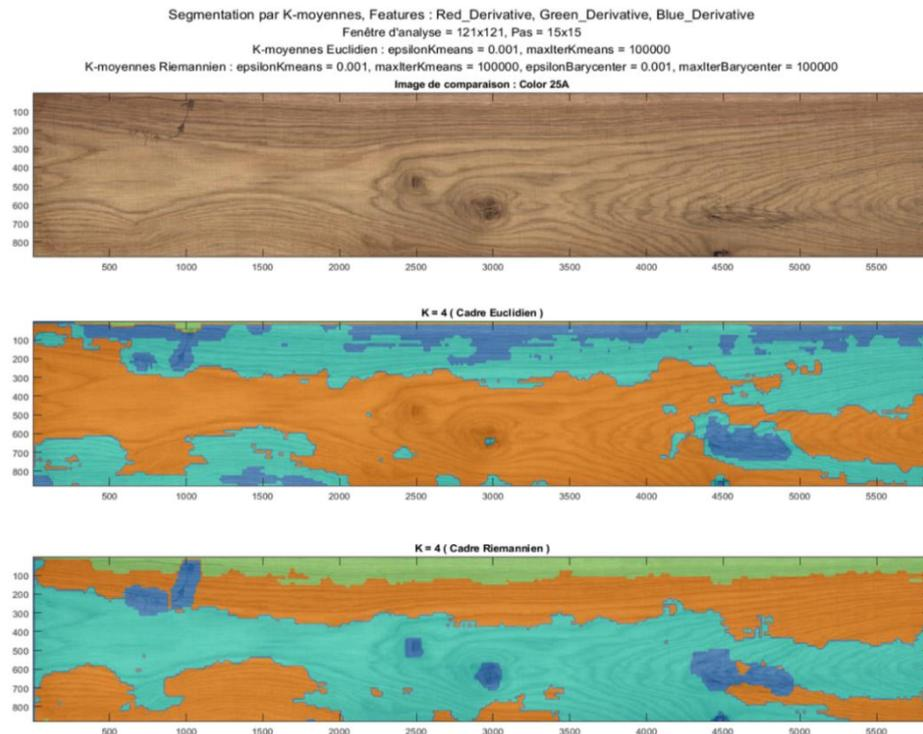 Segmentation par K-moyennes, Features : Red_Derivative, Green_Derivative, Blue_Derivative
Fenêtre d'analyse = 121x121, Pas = 15x15
K-moyennes Euclidien : epsilonKmeans = 0.001, maxIterKmeans = 100000
K-moyennes Riemannien : epsilonKmeans = 0.001, maxIterKmeans = 100000, epsilonBarycenter = 0.001, maxIterBarycenter = 100000
Image de comparaison : Color 25A
100
200
300
400
500
600
700
800
500 1000 1500 2000 2500 3000 3500 4000 4500 5000 5500
K = 4 ( Cadre Euclidien )
100
200
300
400
500
600
700
800
500 1000 1500 2000 2500 3000 3500 4000 4500 5000 5500
K = 4 ( Cadre Riemannien )
100
200
300
400
500
600
700
800
500 1000 1500 2000 2500 3000 3500 4000 4500 5000 5500